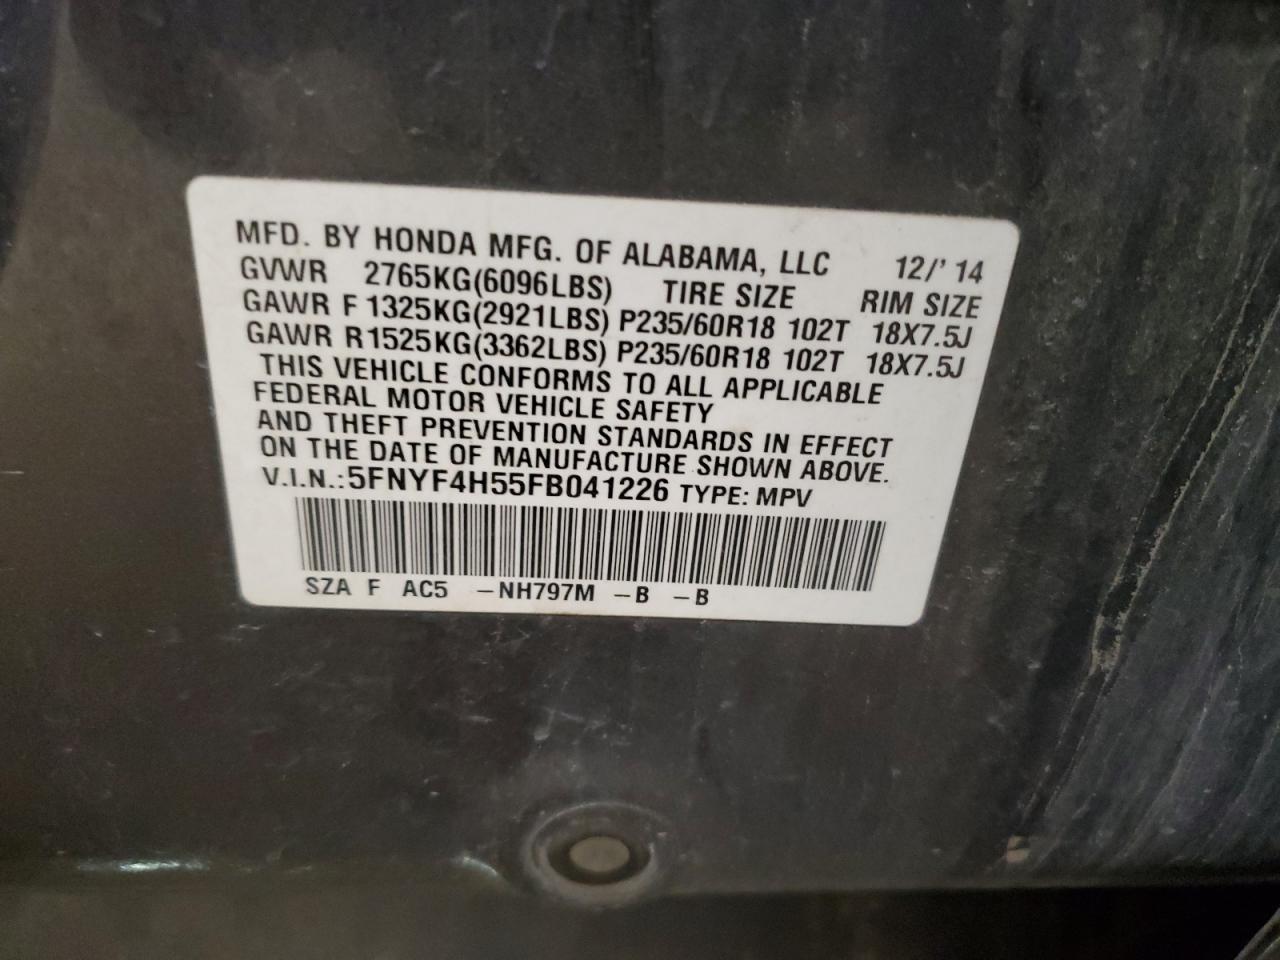 MFD. BY HONDA MFG. OF ALABAMA, LLC 12/'14
GVWR 2765KG(6096LBS) TIRE SIZE RIM SIZE
GAWR F 1325KG(2921LBS) P235/60R18 102T 18X7.5J
GAWR R1525KG(3362LBS) P235/60R18 102T 18X7.5J
THIS VEHICLE CONFORMS TO ALL APPLICABLE
FEDERAL MOTOR VEHICLE SAFETY
AND THEFT PREVENTION STANDARDS IN EFFECT
ON THE DATE OF MANUFACTURE SHOWN ABOVE.
V.I.N.:5FNYF4H55FB041226 TYPE: MPV
SZA F AC5 -NH797M -B -B